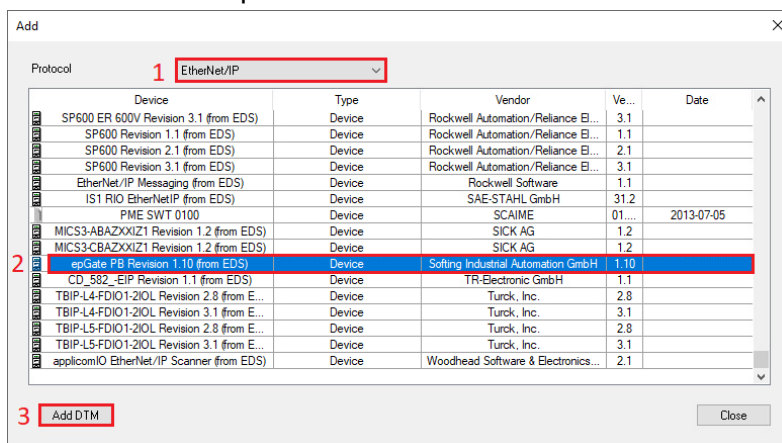 Add
Protocol 1 EtherNet/IP
Device Type Vendor Ve... Date
SP600 ER 600V Revision 3.1 (from EDS) Device Rockwell Automation/Reliance El... 3.1
SP600 Revision 1.1 (from EDS) Device Rockwell Automation/Reliance El... 1.1
SP600 Revision 2.1 (from EDS) Device Rockwell Automation/Reliance El... 2.1
SP600 Revision 3.1 (from EDS) Device Rockwell Automation/Reliance El... 3.1
EtherNet/IP Messaging (from EDS) Device Rockwell Software 1.1
IS1 RIO EtherNetIP (from EDS) Device SAE-STAHL GmbH 31.2
PME SWT 0100 Device SCAIME 01.... 2013-07-05
MICS3-ABAZXXIZ1 Revision 1.2 (from EDS) Device SICK AG 1.2
MICS3-CBAZXXIZ1 Revision 1.2 (from EDS) Device SICK AG 1.2
2 epGate PB Revision 1.10 (from EDS) Device Softing Industrial Automation GmbH 1.10
CD_582_-EIP Revision 1.1 (from EDS) Device TR-Electronic GmbH 1.1
TBIP-L4-FDIO1-2IOL Revision 2.8 (from E... Device Turck, Inc. 2.8
TBIP-L4-FDIO1-2IOL Revision 3.1 (from E... Device Turck, Inc. 3.1
TBIP-L5-FDIO1-2IOL Revision 2.8 (from E... Device Turck, Inc. 2.8
TBIP-L5-FDIO1-2IOL Revision 3.1 (from E... Device Turck, Inc. 3.1
applicomIO EtherNet/IP Scanner (from EDS) Device Woodhead Software & Electronics... 2.1
3 Add DTM Close